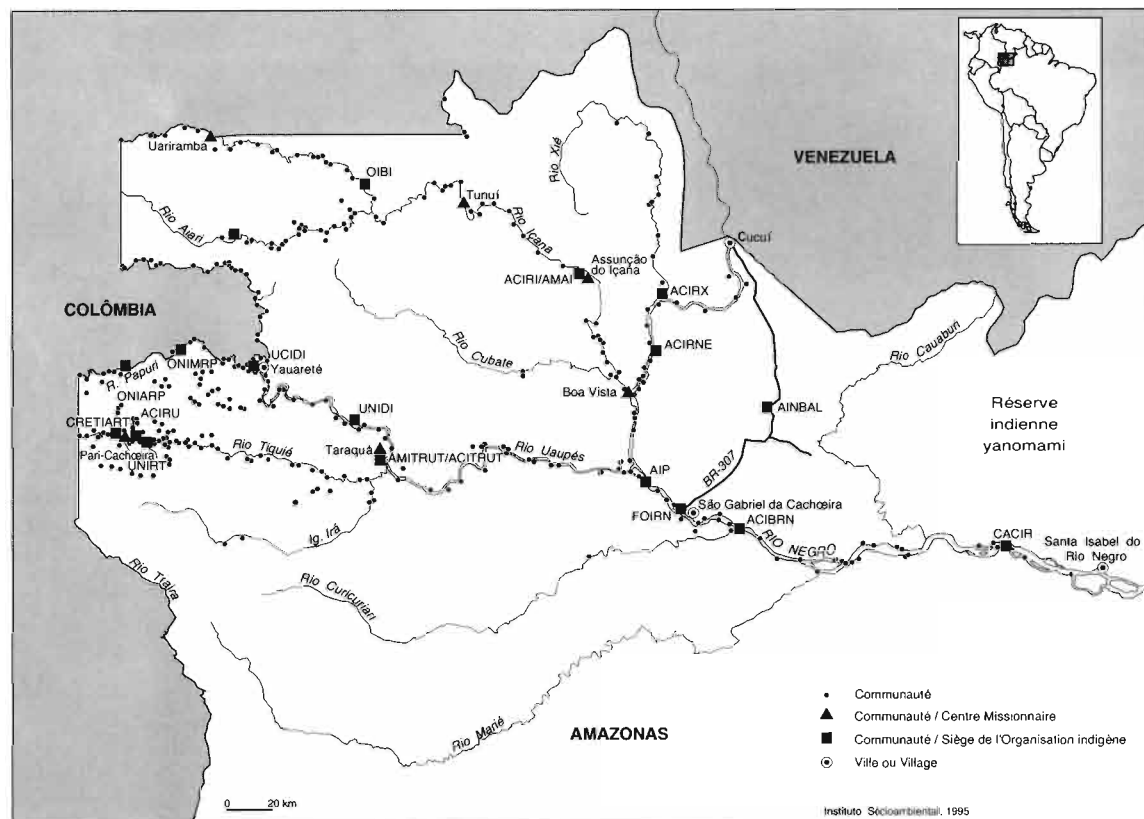 VENEZUELA
Uariramba
OIBI
Rio Xié
Tunuí
Rio Içana
Rio Aiari
Cucuí
Assunção
do Içana
ACIRI/AMAI
ACIRX
COLÔMBIA
Rio Cubate
ACIRNE
Rio Cauaburi
UCIDI
Yauareté
ONIMRP
R. Papuri
Boa Vista
ONIARP
ACIRU
UNIDI
AINBAL
Réserve
indienne
yanomami
CRETIART
Pari-Cachœira
UNIRT
Rio Tiquié
Taraquá
AMITRUT/ACITRUT
Rio Uaupés
AIP
BR-307
São Gabriel da Cachœira
FOIRN
ACIBRN
RIO NEGRO
CACIR
Santa Isabel do
Rio Negro
Ig. Irá
Rio Traíra
Rio Curicuriari
Rio Marié
AMAZONAS
Communauté
Communauté / Centre Missionnaire
Communauté / Siège de l'Organisation indigène
Ville ou Village
0 20 km
Instituto Sócioambiental, 1995